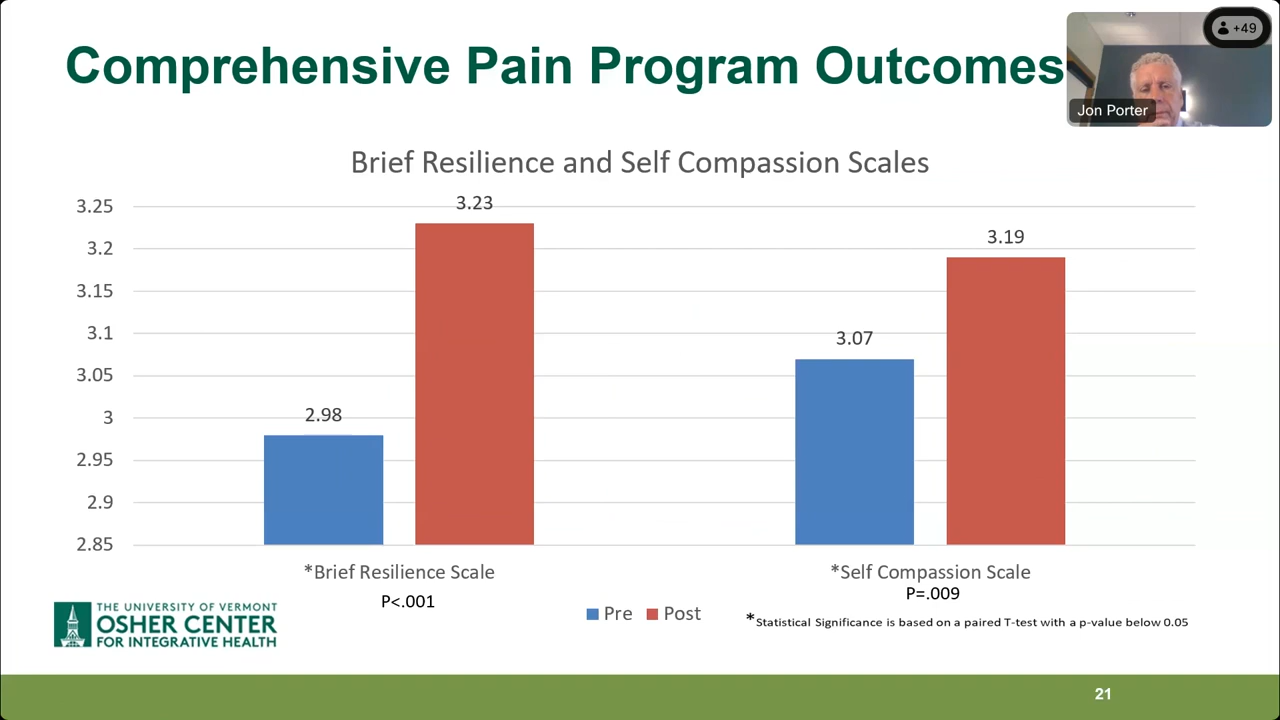 Comprehensive Pain Program Outcomes
+49
Jon Porter
Brief Resilience and Self Compassion Scales
3.25
3.2
3.15
3.1
3.05
3
2.95
2.9
2.85
2.98
3.23
3.07
3.19
*Brief Resilience Scale
P<.001
*Self Compassion Scale
P=.009
Pre
Post
*Statistical Significance is based on a paired T-test with a p-value below 0.05
THE UNIVERSITY OF VERMONT
OSHER CENTER
FOR INTEGRATIVE HEALTH
21